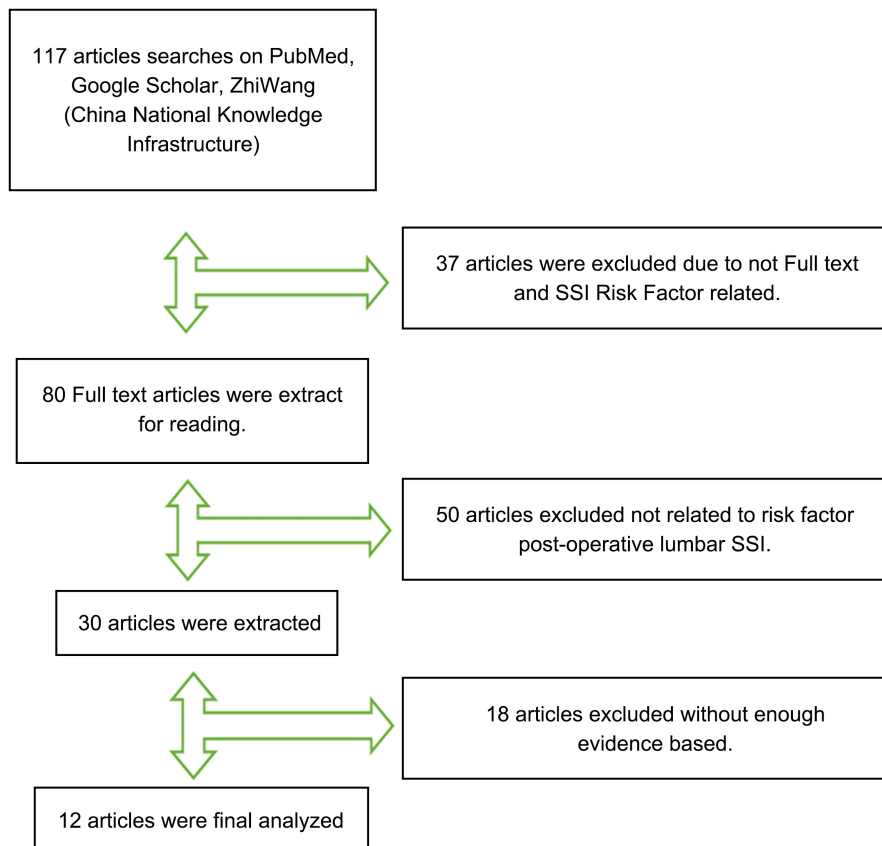 117 articles searches on PubMed,
Google Scholar, ZhiWang
(China National Knowledge
Infrastructure)
37 articles were excluded due to not Full text
and SSI Risk Factor related.
80 Full text articles were extract
for reading.
50 articles excluded not related to risk factor
post-operative lumbar SSI.
30 articles were extracted
18 articles excluded without enough
evidence based.
12 articles were final analyzed